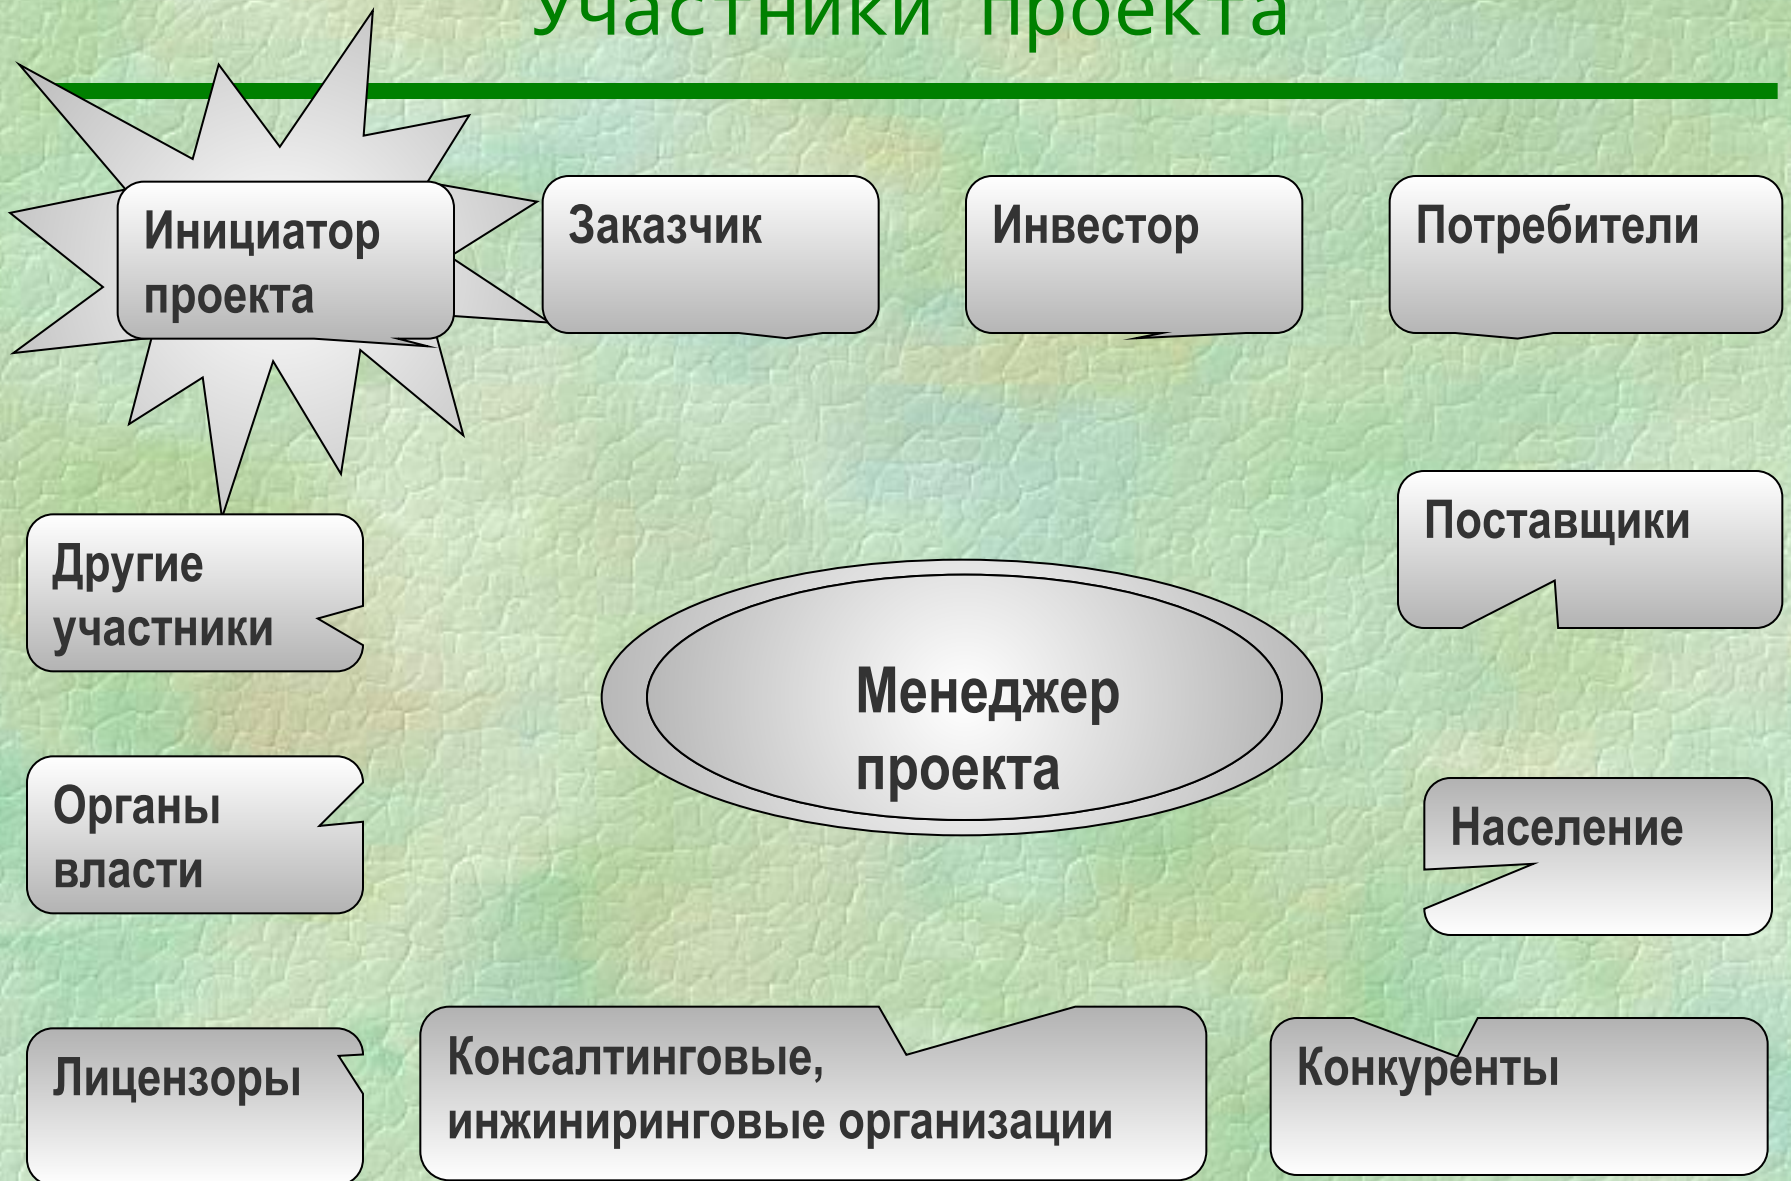 Участники проекта
Инициатор
проекта
Заказчик
Инвестор
Потребители
Поставщики
Другие
участники
Менеджер
проекта
Органы
власти
Население
Лицензоры
Консалтинговые,
инжиниринговые организации
Конкуренты